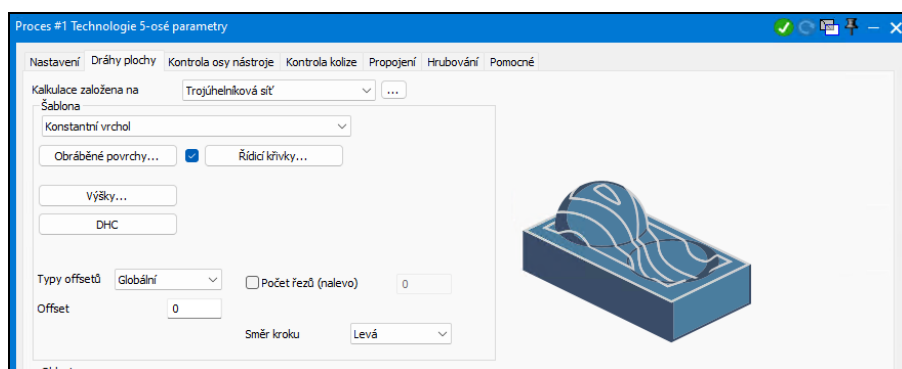 Proces #1 Technologie 5-osé parametry
Nastavení Dráhy plochy Kontrola osy nástroje Kontrola kolize Propojení Hrubování Pomocné
Kalkulace založena na Trojúhelníková síť ...
Šablona
Konstantní vrchol
Obráběné povrchy... Řídicí křivky...
Výšky...
DHC
Typy offsetů Globální Počet řezů (nalevo) 0
Offset 0
Směr kroku Levá